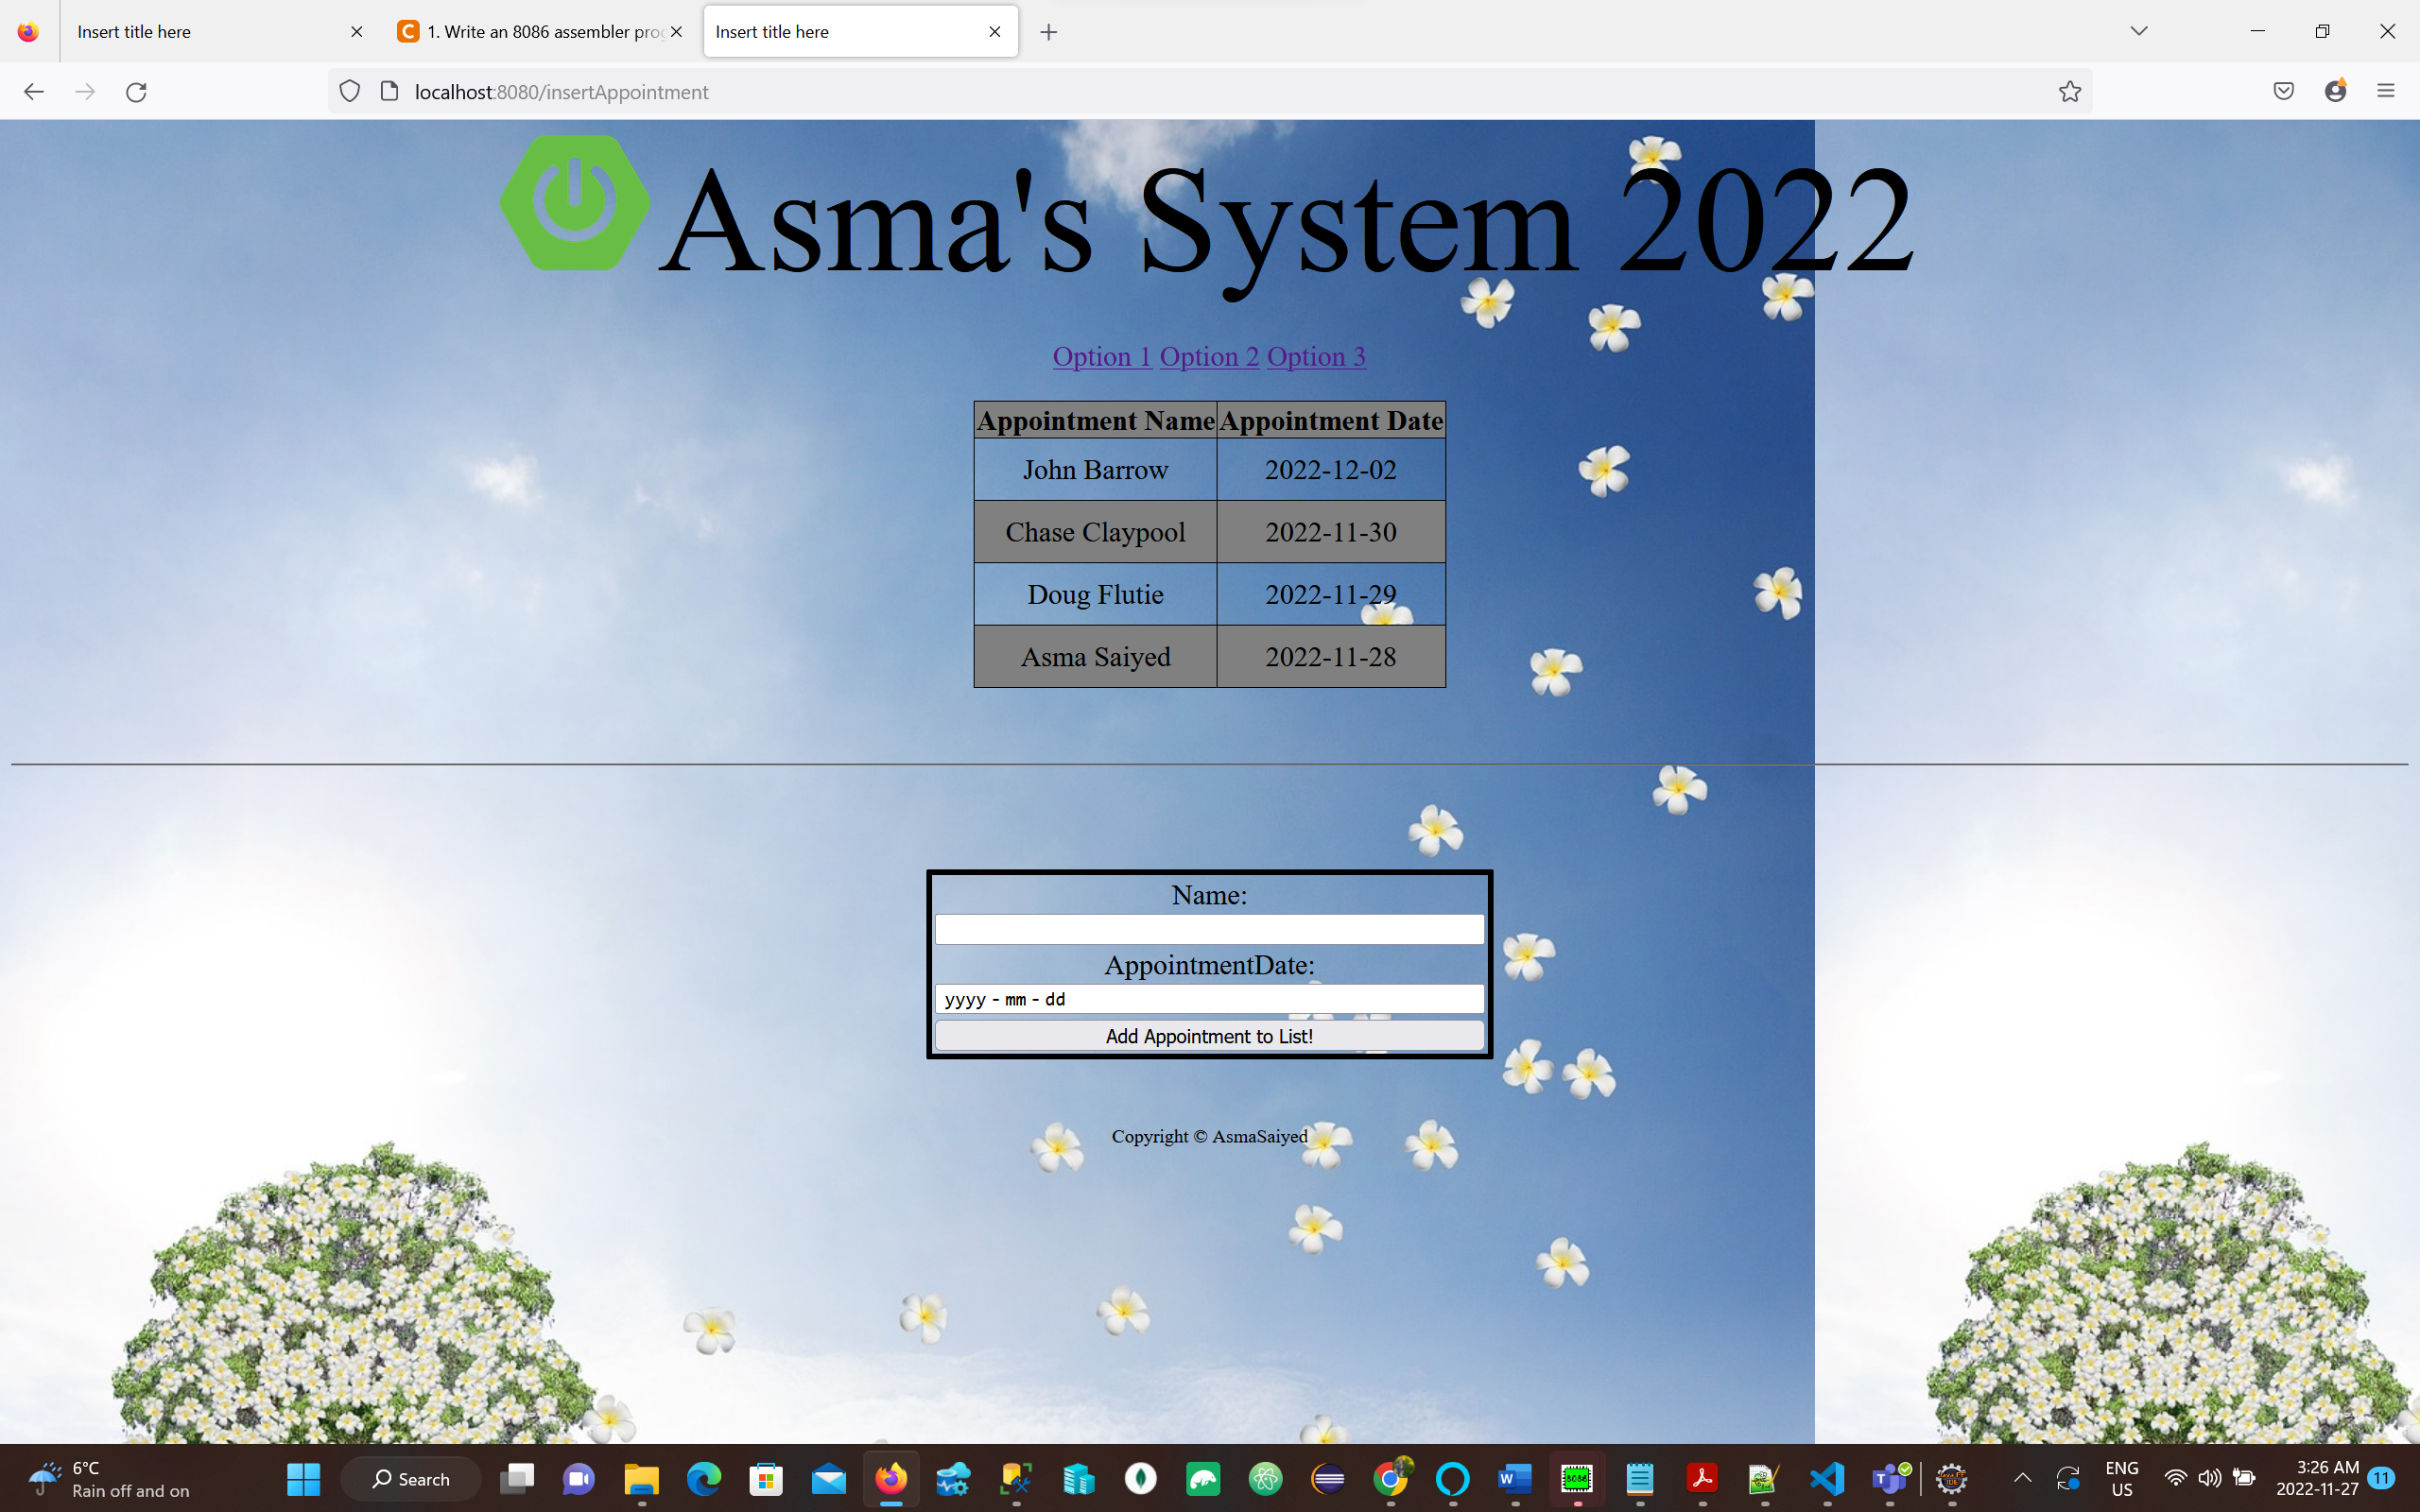 Insert title here
1. Write an 8086 assembler pro
Insert title here
localhost:8080/insertAppointment
Asma's System 2022
Option 1 Option 2 Option 3
Appointment Name Appointment Date
John Barrow 2022-12-02
Chase Claypool 2022-11-30
Doug Flutie 2022-11-29
Asma Saiyed 2022-11-28
Name:
AppointmentDate:
yyyy - mm - dd
Add Appointment to List!
Copyright © AsmaSaiyed
6°C
Rain off and on
Search
8086
ENG
US
3:26 AM
2022-11-27
11